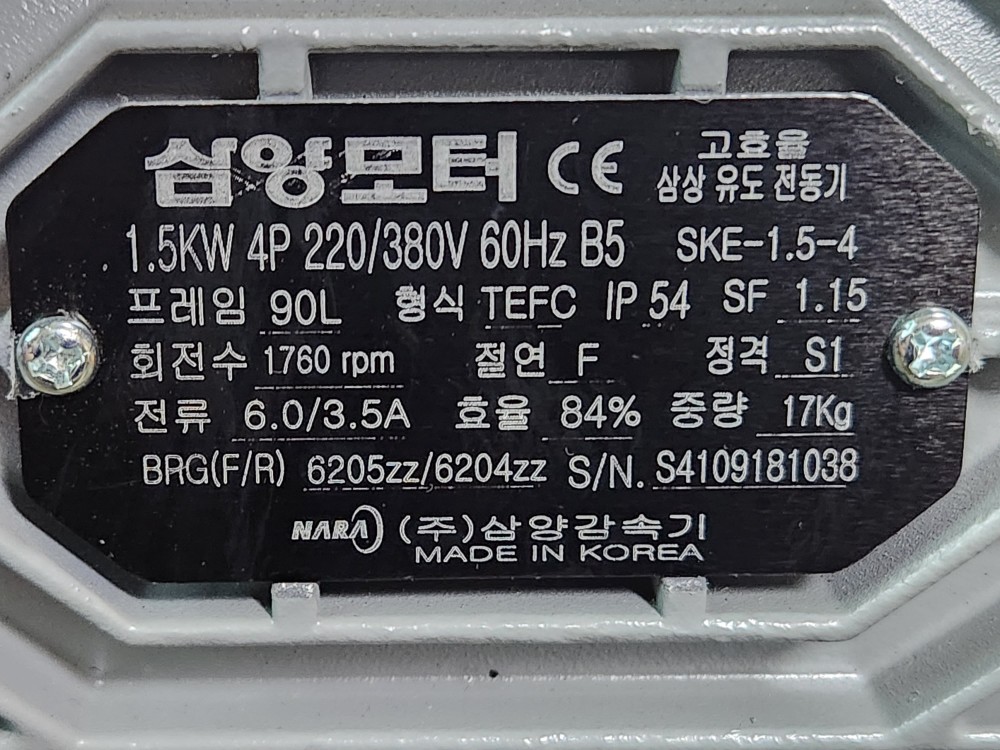 삼양모터 CE 고효율
삼상 유도 전동기
1.5KW 4P 220/380V 60Hz B5 SKE-1.5-4
프레임 90L 형식 TEFC IP 54 SF 1.15
회전수 1760 rpm 절연 F 정격 S1
전류 6.0/3.5A 효율 84% 중량 17Kg
BRG(F/R) 6205zz/6204zz S/N. S4109181038
NARA (주)삼양감속기
MADE IN KOREA